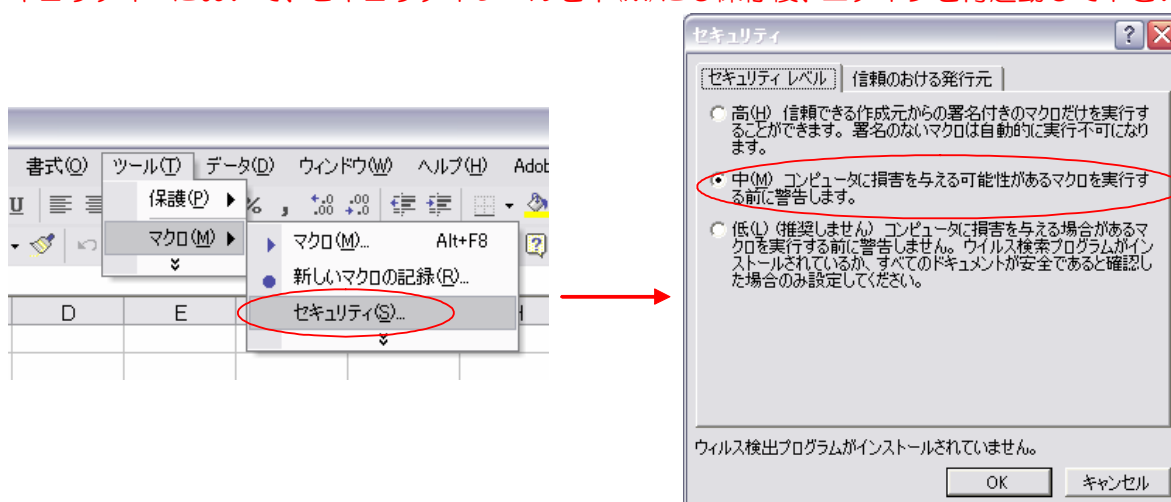 セキュリティ
セキュリティ レベル 信頼のおける発行元
高(H) 信頼できる作成元からの署名付きのマクロだけを実行す
ることができます。署名のないマクロは自動的に実行不可になり
ます。
中(M) コンピュータに損害を与える可能性があるマクロを実行す
る前に警告します。
低(L) (推奨しません) コンピュータに損害を与える場合があるマ
クロを実行する前に警告しません。ウイルス検索プログラムがイン
ストールされているか、すべてのドキュメントが安全であると確認し
た場合のみ設定してください。
ウィルス検出プログラムがインストールされていません。
OK キャンセル
書式(O) ツール(T) データ(D) ウィンドウ(W) ヘルプ(H) Adob
保護(P)
マクロ(M)
マクロ(M)... Alt+F8
新しいマクロの記録(R)...
セキュリティ(S)...
D E H